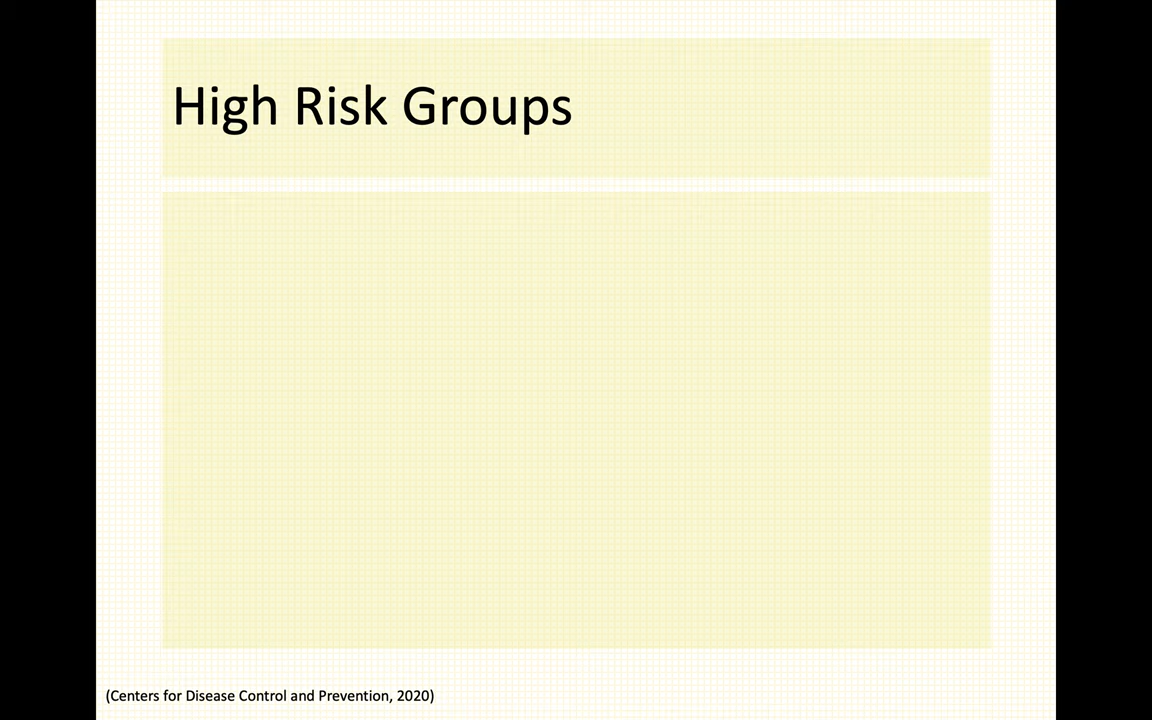 High Risk Groups
(Centers for Disease Control and Prevention, 2020)